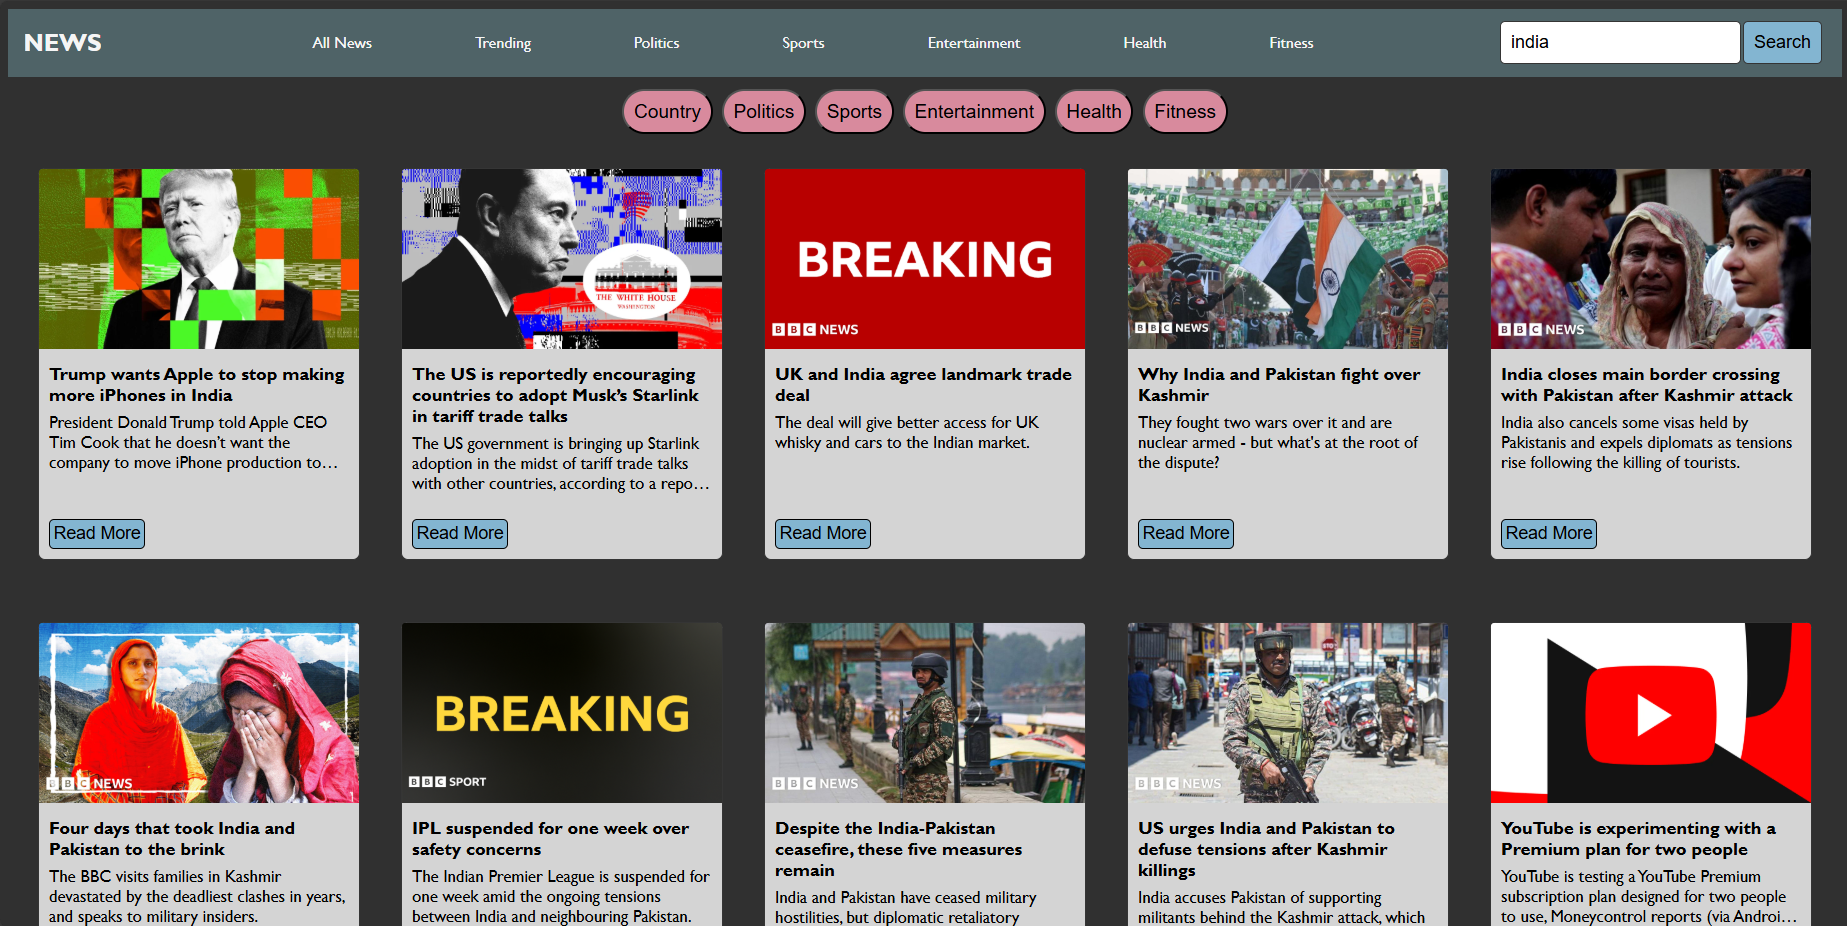 NEWS
All News
Trending
Politics
Sports
Entertainment
Health
Fitness
india
Search
Country
Politics
Sports
Entertainment
Health
Fitness
THE WHITE HOUSE
WASHINGTON
BREAKING
BBC NEWS
BBC NEWS
BBC NEWS
Trump wants Apple to stop making
more iPhones in India
President Donald Trump told Apple CEO
Tim Cook that he doesn’t want the
company to move iPhone production to…
Read More
The US is reportedly encouraging
countries to adopt Musk’s Starlink
in tariff trade talks
The US government is bringing up Starlink
adoption in the midst of tariff trade talks
with other countries, according to a repo…
Read More
UK and India agree landmark trade
deal
The deal will give better access for UK
whisky and cars to the Indian market.
Read More
Why India and Pakistan fight over
Kashmir
They fought two wars over it and are
nuclear armed - but what's at the root of
the dispute?
Read More
India closes main border crossing
with Pakistan after Kashmir attack
India also cancels some visas held by
Pakistanis and expels diplomats as tensions
rise following the killing of tourists.
Read More
BBC NEWS
BREAKING
BBC SPORT
BBC NEWS
STOP
BBC NEWS
Four days that took India and
Pakistan to the brink
The BBC visits families in Kashmir
devastated by the deadliest clashes in years,
and speaks to military insiders.
IPL suspended for one week over
safety concerns
The Indian Premier League is suspended for
one week amid the ongoing tensions
between India and neighbouring Pakistan.
Despite the India-Pakistan
ceasefire, these five measures
remain
India and Pakistan have ceased military
hostilities, but diplomatic retaliatory
US urges India and Pakistan to
defuse tensions after Kashmir
killings
India accuses Pakistan of supporting
militants behind the Kashmir attack, which
YouTube is experimenting with a
Premium plan for two people
YouTube is testing a YouTube Premium
subscription plan designed for two people
to use, Moneycontrol reports (via Androi…